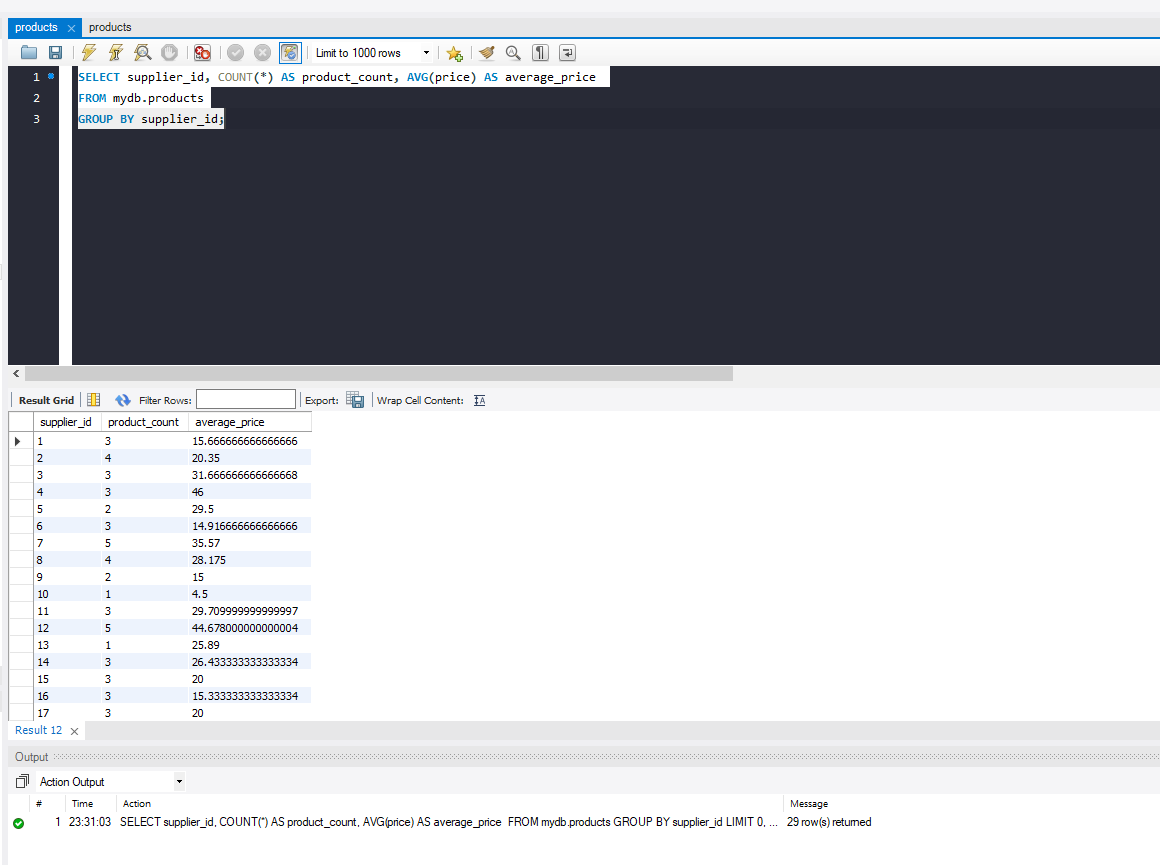 products products
Limit to 1000 rows
1 SELECT supplier_id, COUNT(*) AS product_count, AVG(price) AS average_price
2 FROM mydb.products
3 GROUP BY supplier_id;
Result Grid Filter Rows: Export: Wrap Cell Content:
supplier_id product_count average_price
1 3 15.666666666666666
2 4 20.35
3 3 31.666666666666668
4 3 46
5 2 29.5
6 3 14.916666666666666
7 5 35.57
8 4 28.175
9 2 15
10 1 4.5
11 3 29.709999999999997
12 5 44.678000000000004
13 1 25.89
14 3 26.433333333333334
15 3 20
16 3 15.333333333333334
17 3 20
Result 12
Output
Action Output
# Time Action Message
1 23:31:03 SELECT supplier_id, COUNT(*) AS product_count, AVG(price) AS average_price FROM mydb.products GROUP BY supplier_id LIMIT 0, ... 29 row(s) returned